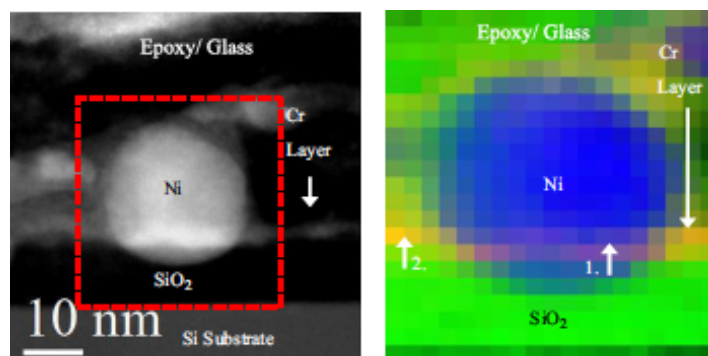 Epoxy/ Glass
Cr
Layer
Ni
SiO₂
10 nm
Si Substrate
Epoxy/ Glass
Cr
Layer
Ni
2.
1.
SiO₂